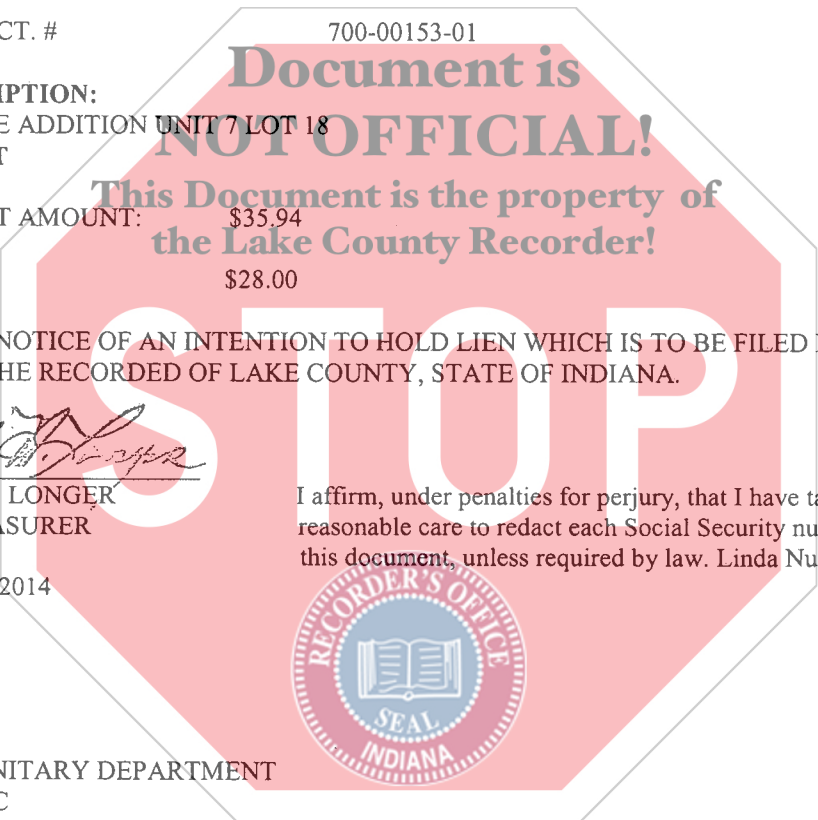 CT. # 700-00153-01
Document is
IPTION:
E ADDITION UNIT 7 LOT 18
NOT OFFICIAL!
T
This Document is the property of
T AMOUNT: $35.94
the Lake County Recorder!
$28.00
NOTICE OF AN INTENTION TO HOLD LIEN WHICH IS TO BE FILED
HE RECORDED OF LAKE COUNTY, STATE OF INDIANA.
STOP
LONGER
ASURER
I affirm, under penalties for perjury, that I have ta
reasonable care to redact each Social Security nu
this document, unless required by law. Linda Nu
2014
RECORDER'S OFFICE
SEAL
INDIANA
NITARY DEPARTMENT
C